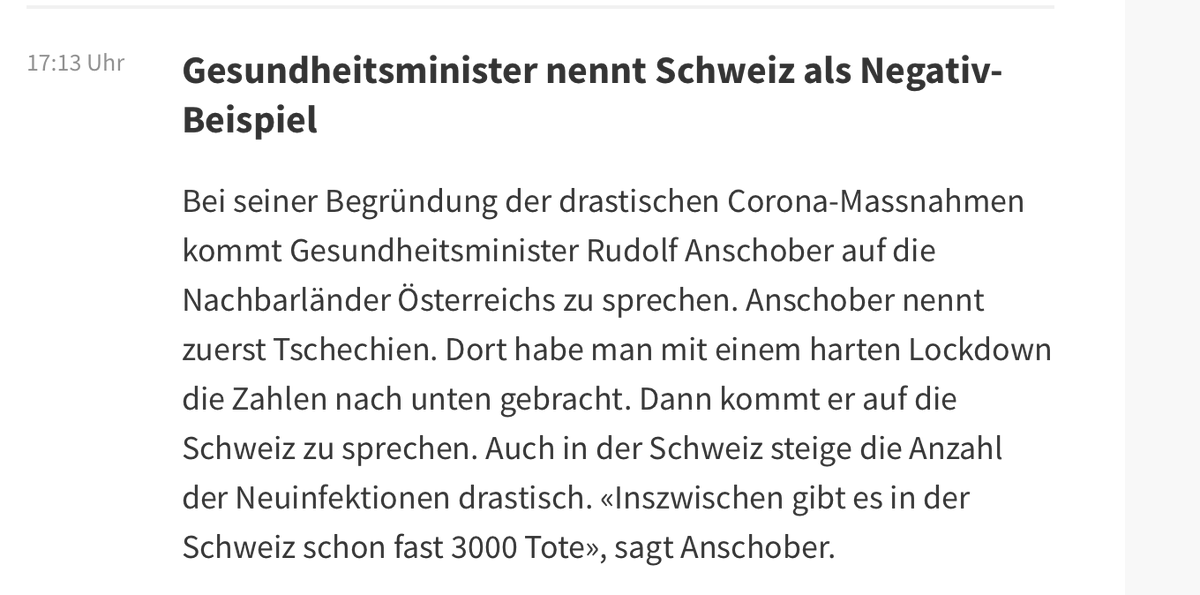 17:13 Uhr
Gesundheitsminister nennt Schweiz als Negativ-
Beispiel
Bei seiner Begründung der drastischen Corona-Massnahmen
kommt Gesundheitsminister Rudolf Anschober auf die
Nachbarländer Österreichs zu sprechen. Anschober nennt
zuerst Tschechien. Dort habe man mit einem harten Lockdown
die Zahlen nach unten gebracht. Dann kommt er auf die
Schweiz zu sprechen. Auch in der Schweiz steige die Anzahl
der Neuinfektionen drastisch. «Inszwischen gibt es in der
Schweiz schon fast 3000 Tote», sagt Anschober.